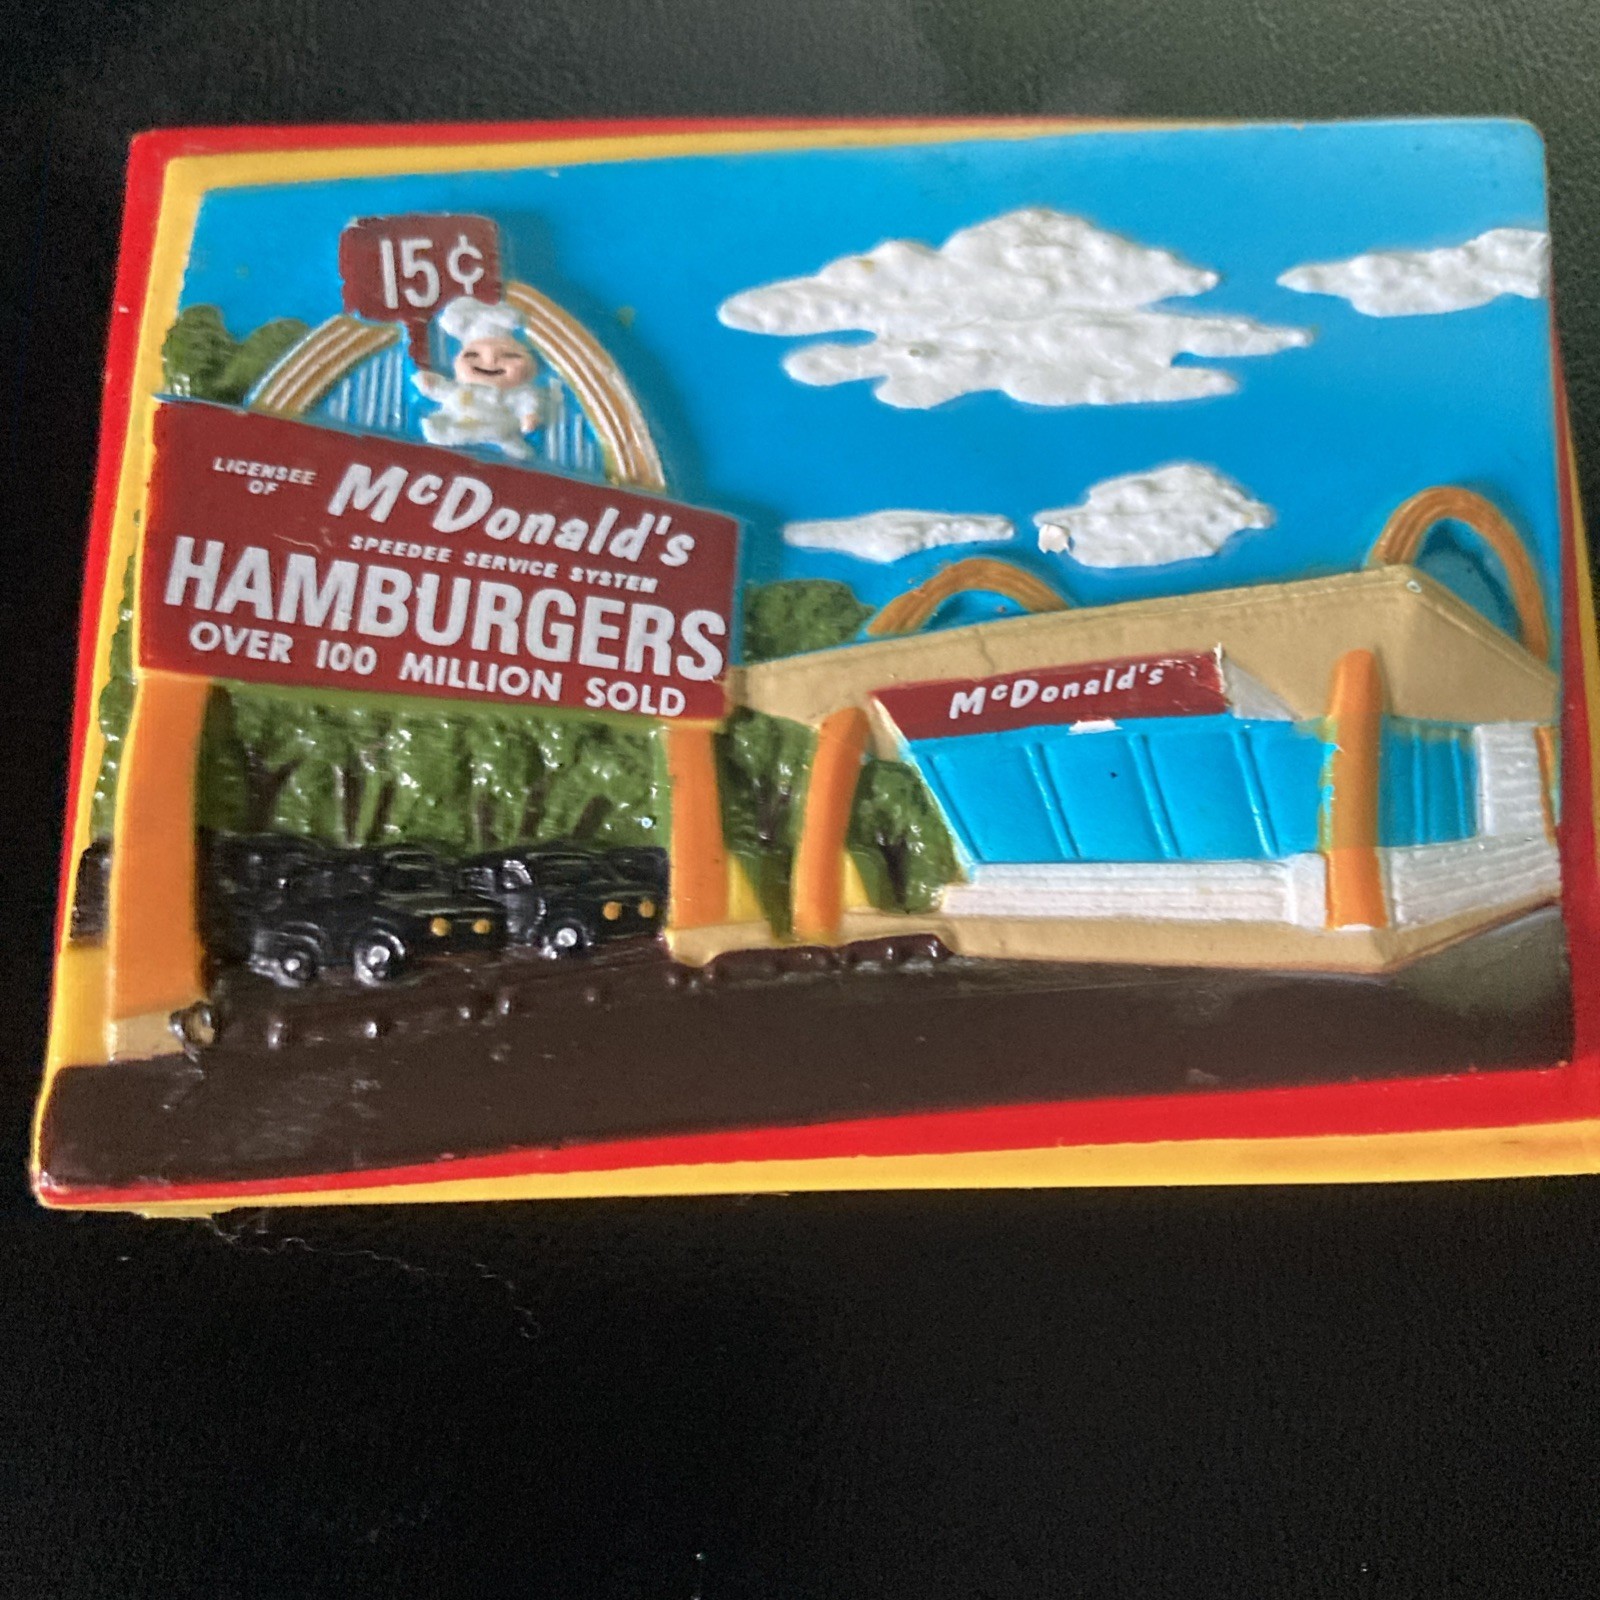 15¢
LICENSEE OF McDonald's
SPEEDEE SERVICE SYSTEM
HAMBURGERS
OVER 100 MILLION SOLD
McDonald's